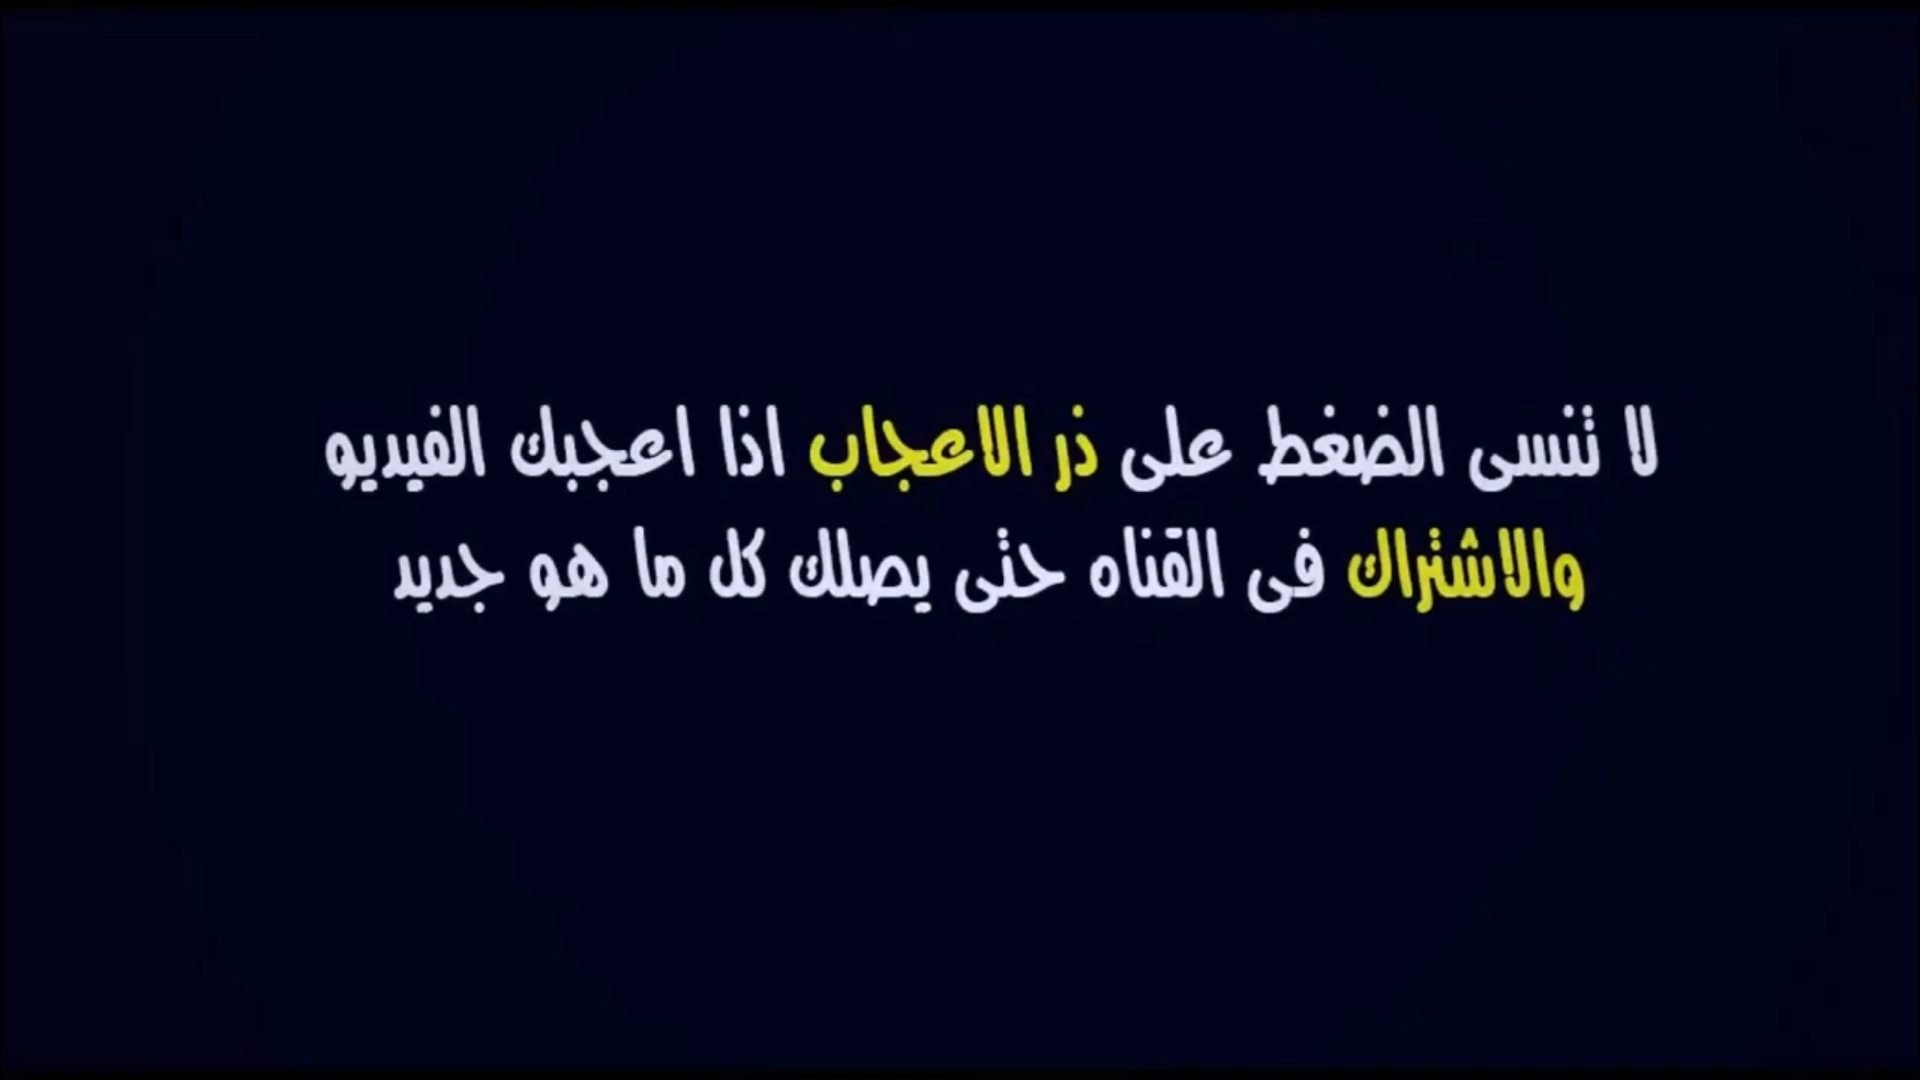 لا تنسى الضغط على ذر الاعجاب اذا اعجبك الفيديو
والاشتراك فى القناه حتى يصلك كل ما هو جديد